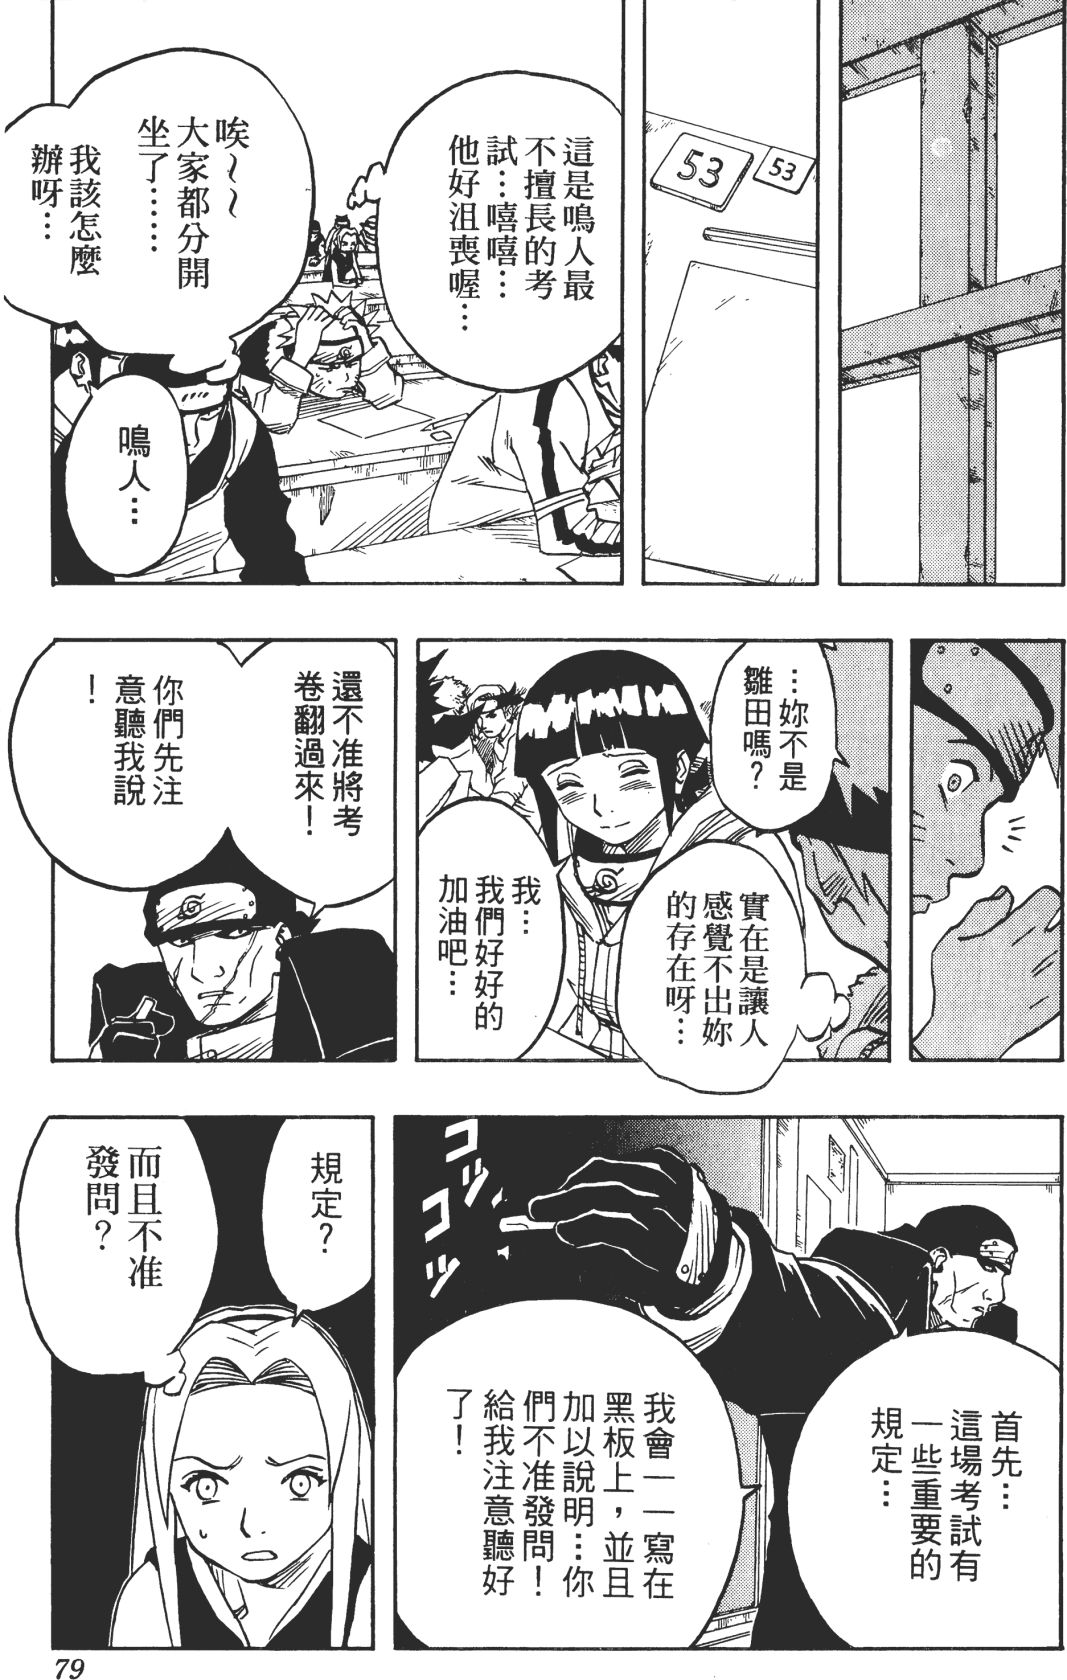 53
53
這是鳴人最
不擅長的考
試…嘻嘻…
他好沮喪喔…
唉～～
大家都分開
坐了……
我該怎麼
辦呀…
鳴人…
…妳不是
雛田嗎？
實在是讓人
感覺不出妳
的存在呀…
我…
我們好好的
加油吧…
還不准將考
卷翻過來！
你們先注
意聽我說
！
首先…
這場考試有
一些重要的
規定…
我會一一寫在
黑板上，並且
加以說明…你
們不准發問！
給我注意聽好
了！
コッ
コッ
規定？
而且不准
發問？
79